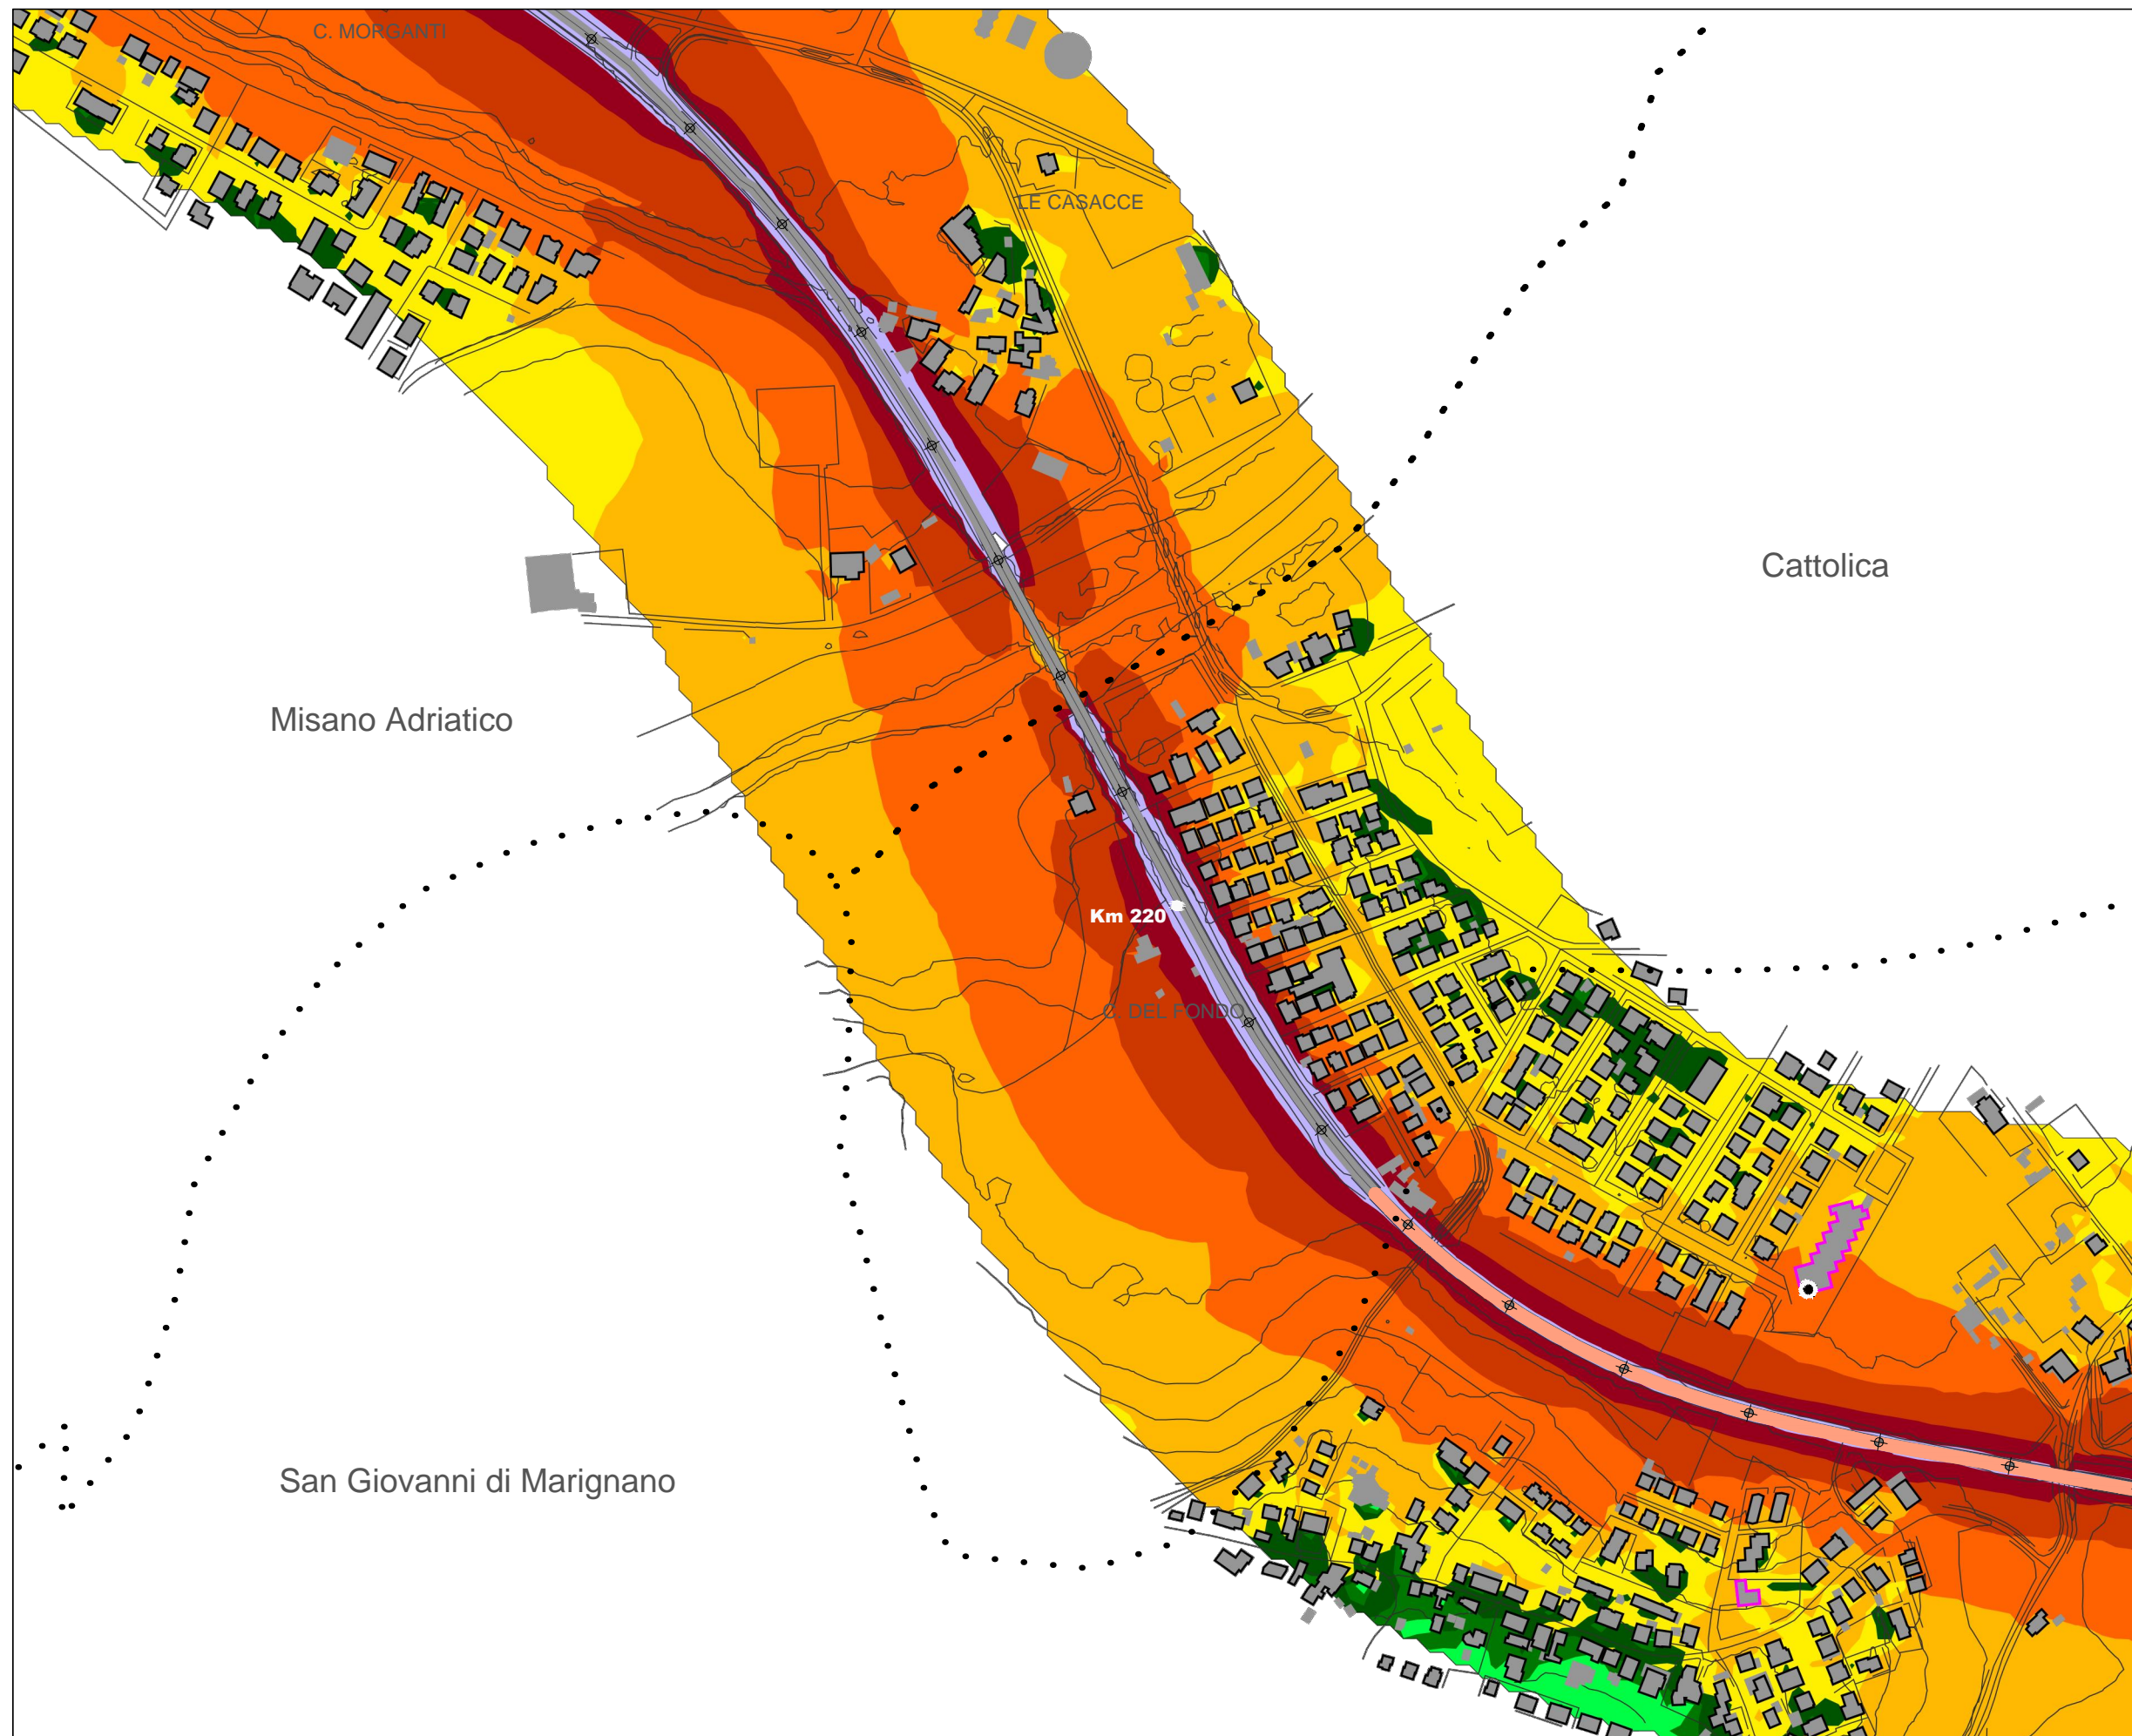 C. MORGANTI
LE CASACCE
Cattolica
Misano Adriatico
Km 220
C. DEL FONDO
San Giovanni di Marignano